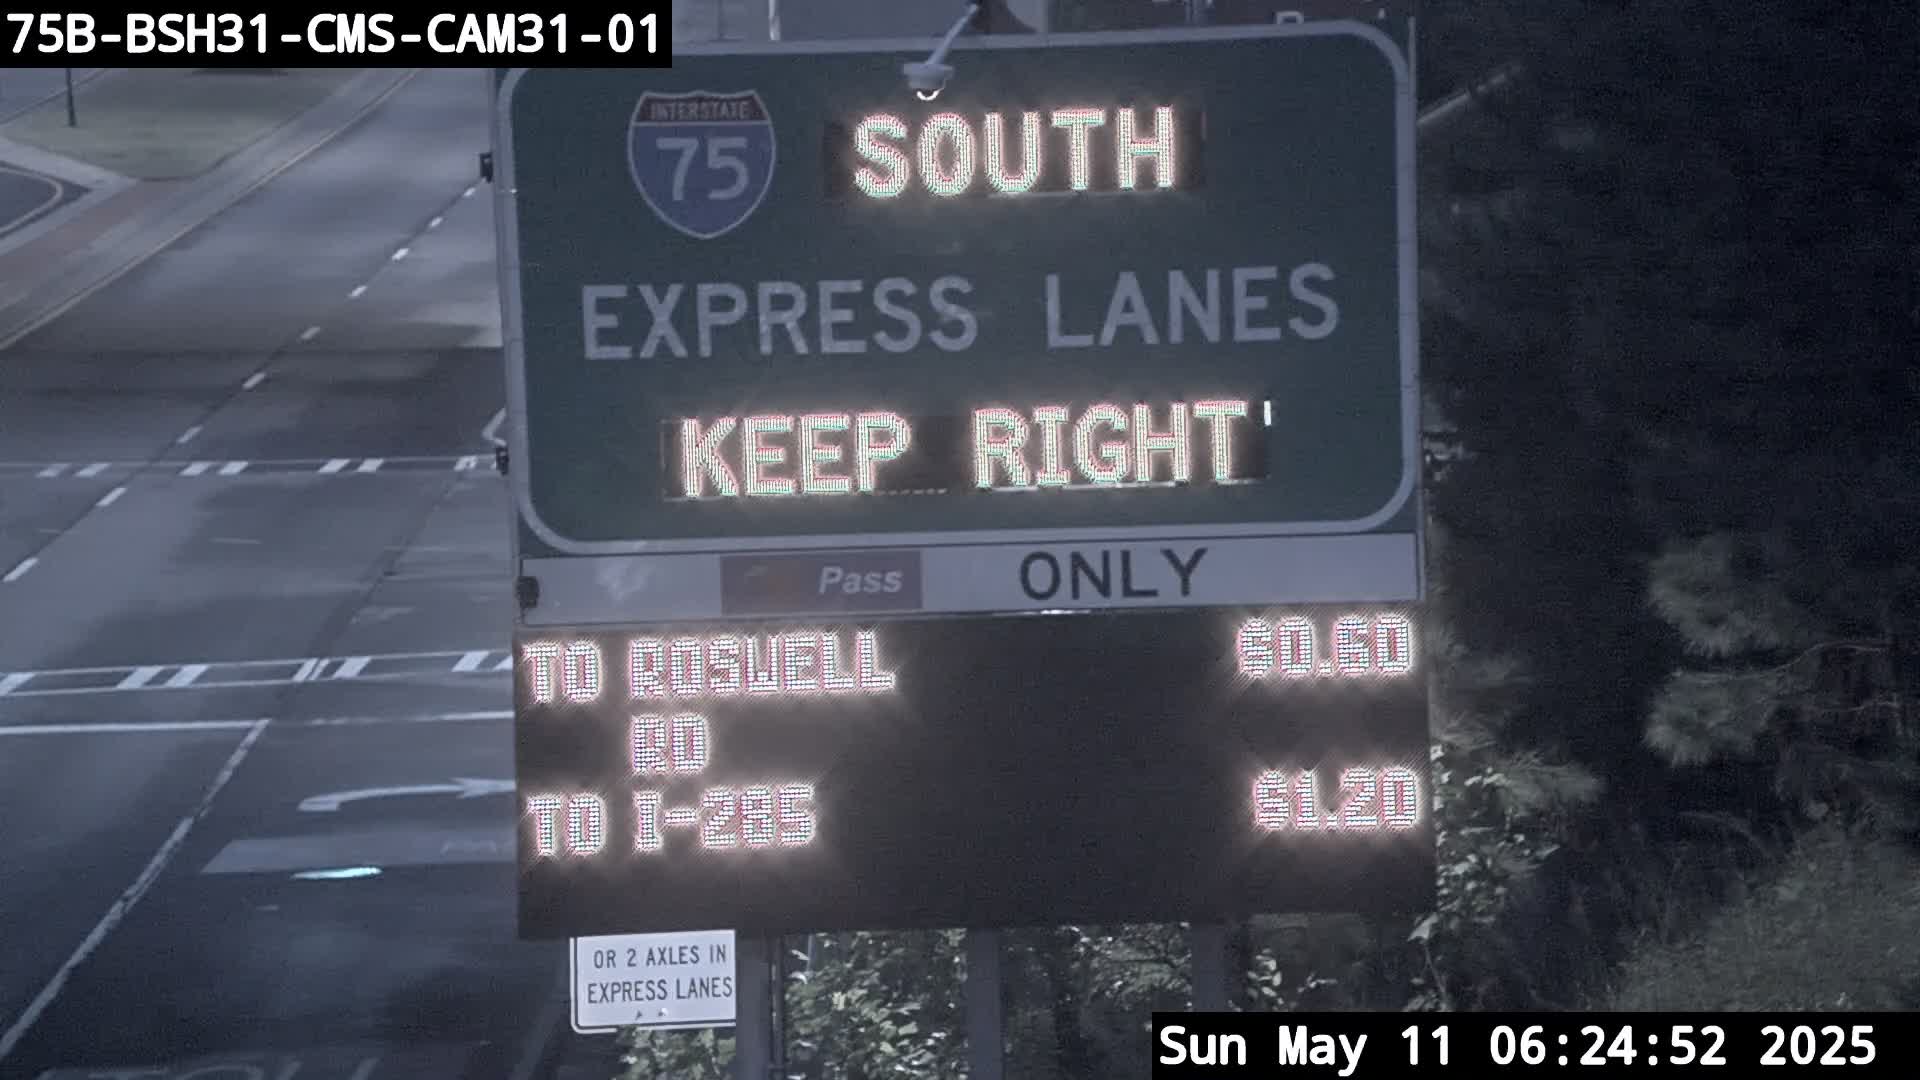 75B-BSH31-CMS-CAM31-01
INTERSTATE
75
SOUTH
EXPRESS LANES
KEEP RIGHT
Pass ONLY
TO ROSWELL $0.60
RD
TO I-285 $1.20
OR 2 AXLES IN
EXPRESS LANES
Sun May 11 06:24:52 2025